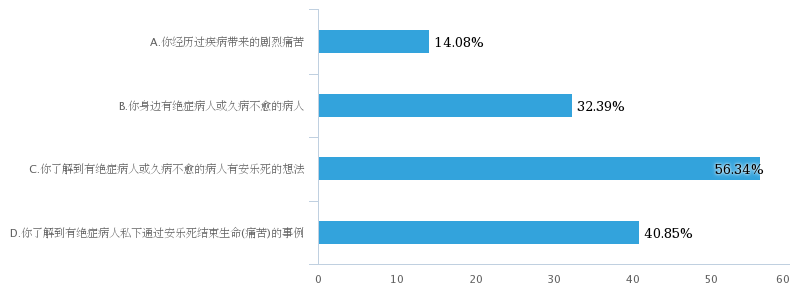 A.你经历过疾病带来的剧烈痛苦
14.08%
B.你身边有绝症病人或久病不愈的病人
32.39%
C.你了解到有绝症病人或久病不愈的病人有安乐死的想法
56.34%
D.你了解到有绝症病人私下通过安乐死结束生命(痛苦)的事例
40.85%
0 10 20 30 40 50 60